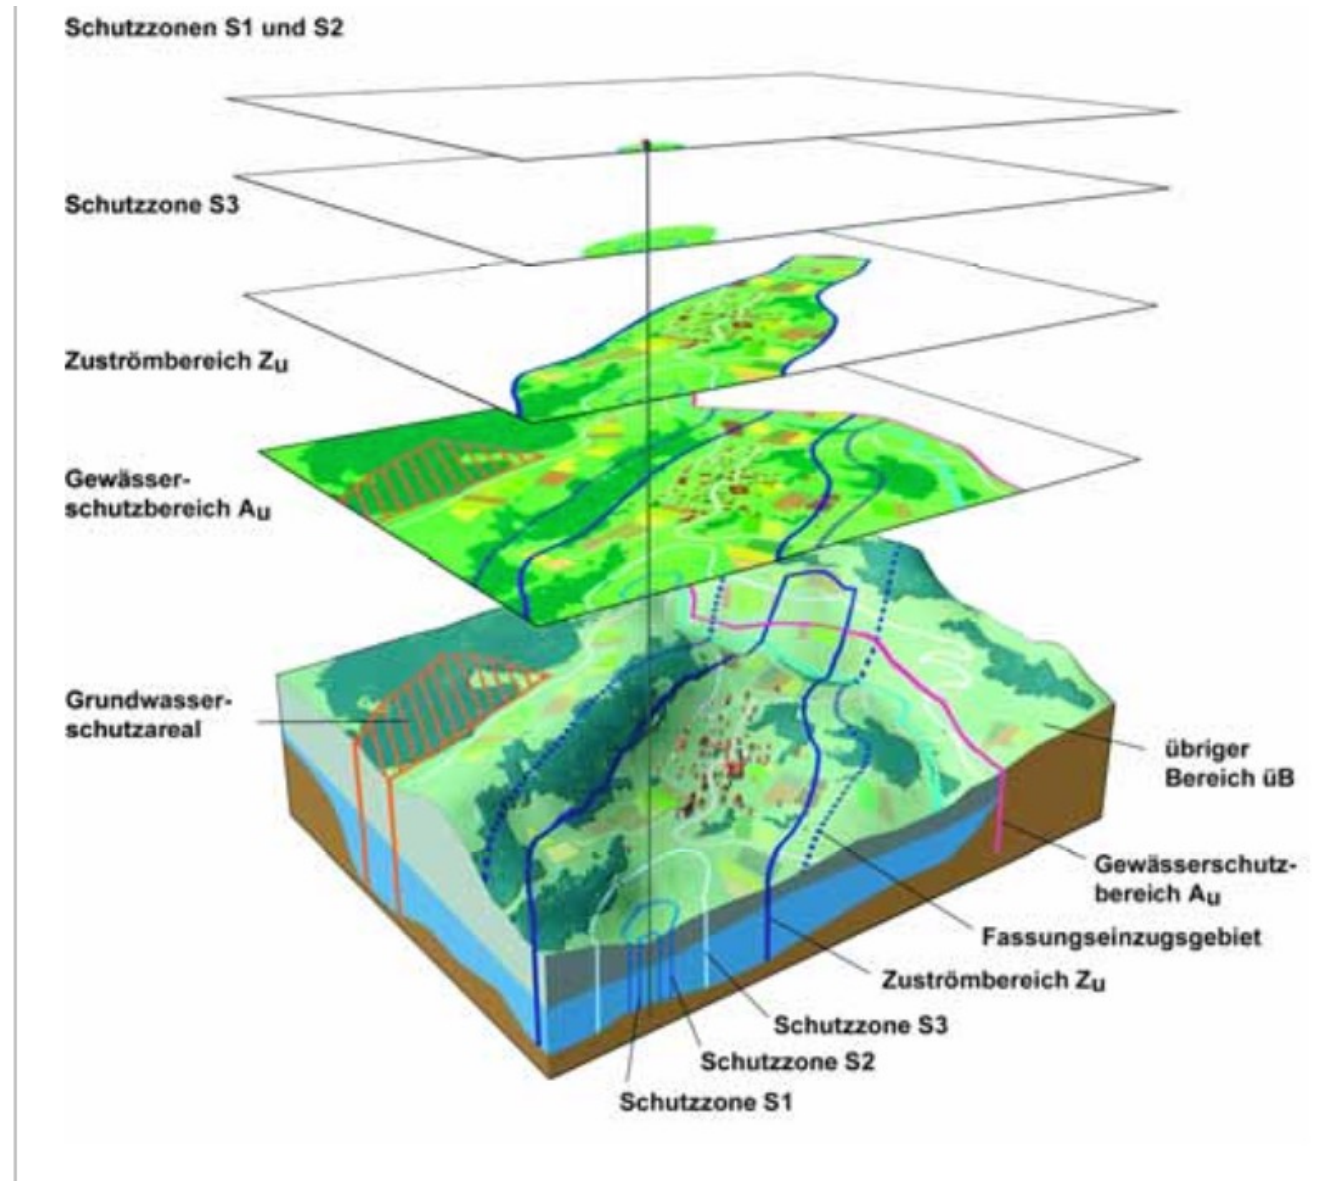 Schutzzonen S1 und S2
Schutzzone S3
Zuströmbereich Zu
Gewässer-
schutzbereich Au
Grundwasser-
schutzareal
übriger
Bereich üB
Gewässerschutz-
bereich Au
Fassungseinzugsgebiet
Zuströmbereich Zu
Schutzzone S3
Schutzzone S2
Schutzzone S1